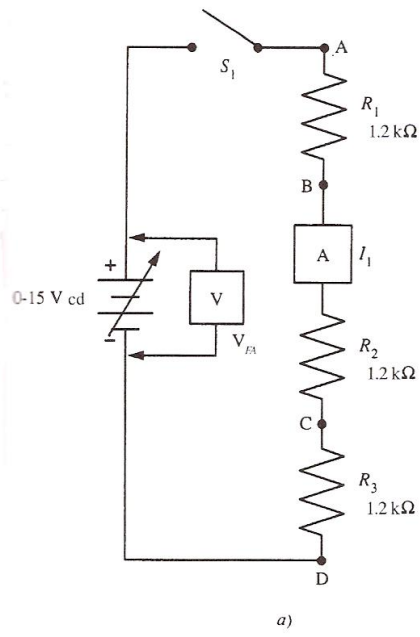 A
S1
R1
1.2 kΩ
B
A
I1
+
0-15 V cd
V
VFA
-
R2
1.2 kΩ
C
R3
1.2 kΩ
D
a)